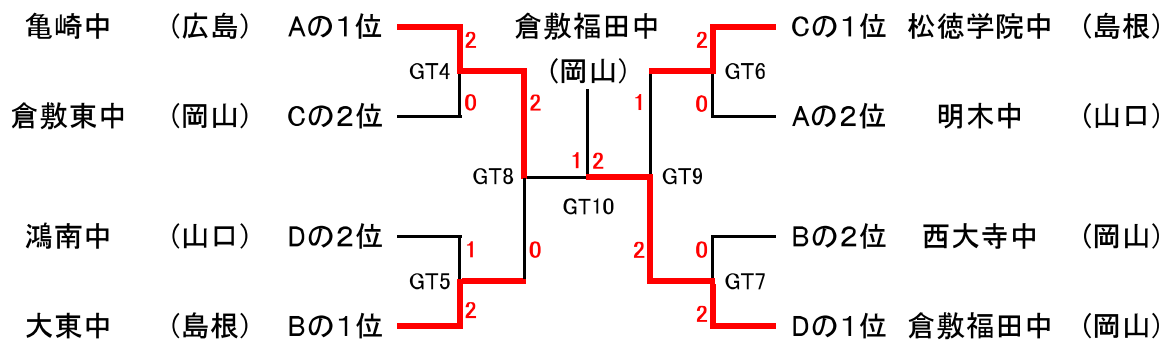 亀崎中 （広島） Aの1位 2 倉敷福田中 2 Cの1位 松徳学院中 （島根）
GT4 （岡山） GT6
倉敷東中 （岡山） Cの2位 0 2 1 0 Aの2位 明木中 （山口）
1 2
GT8 GT9
GT10
鴻南中 （山口） Dの2位 1 0 2 0 Bの2位 西大寺中 （岡山）
GT5 GT7
大東中 （島根） Bの1位 2 2 Dの1位 倉敷福田中 （岡山）